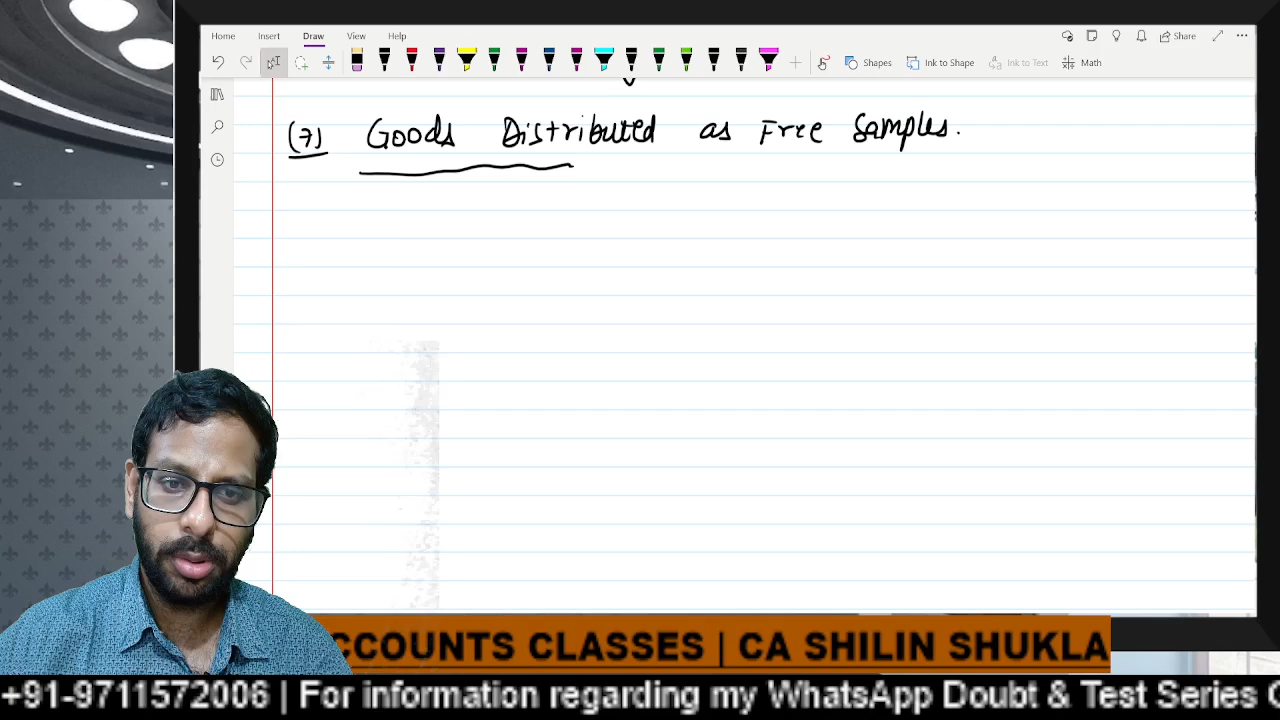 Home Insert Draw View Help
Share
Shapes Ink to Shape Ink to Text Math
(7) Goods Distributed as Free Samples.
CCOUNTS CLASSES | CA SHILIN SHUKLA
+91-9711572006 | For information regarding my WhatsApp Doubt & Test Series